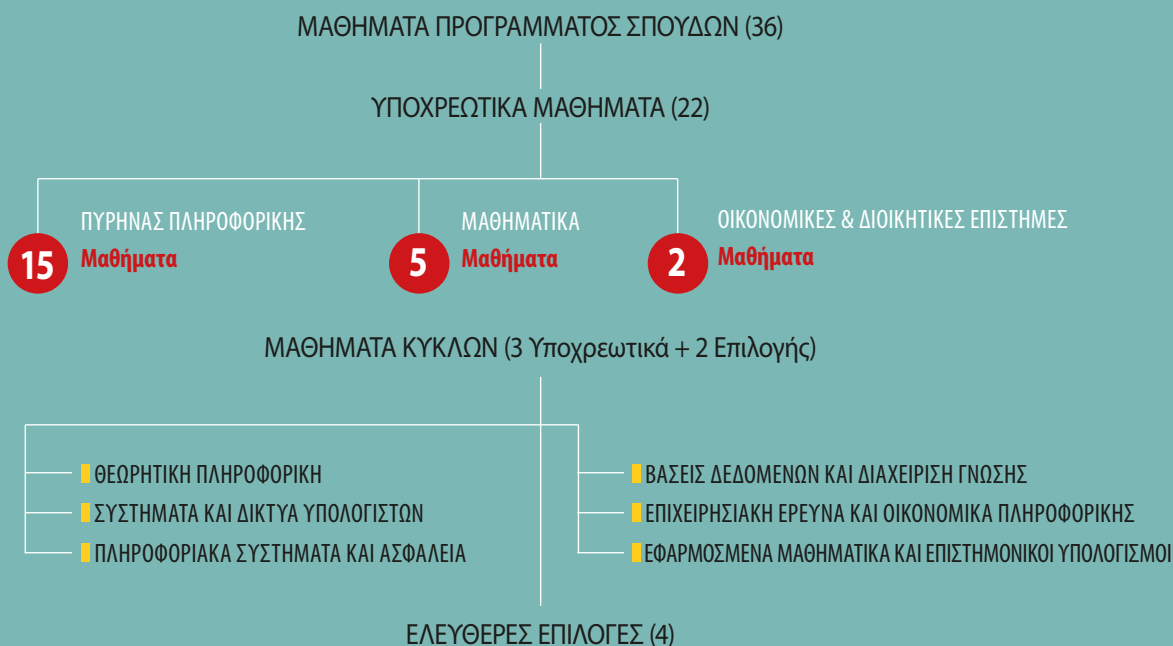 ΜΑΘΗΜΑΤΑ ΠΡΟΓΡΑΜΜΑΤΟΣ ΣΠΟΥΔΩΝ (36)
ΥΠΟΧΡΕΩΤΙΚΑ ΜΑΘΗΜΑΤΑ (22)
15
ΠΥΡΗΝΑΣ ΠΛΗΡΟΦΟΡΙΚΗΣ
Μαθήματα
5
ΜΑΘΗΜΑΤΙΚΑ
Μαθήματα
2
ΟΙΚΟΝΟΜΙΚΕΣ & ΔΙΟΙΚΗΤΙΚΕΣ ΕΠΙΣΤΗΜΕΣ
Μαθήματα
ΜΑΘΗΜΑΤΑ ΚΥΚΛΩΝ (3 Υποχρεωτικά + 2 Επιλογής)
ΘΕΩΡΗΤΙΚΗ ΠΛΗΡΟΦΟΡΙΚΗ
ΣΥΣΤΗΜΑΤΑ ΚΑΙ ΔΙΚΤΥΑ ΥΠΟΛΟΓΙΣΤΩΝ
ΠΛΗΡΟΦΟΡΙΑΚΑ ΣΥΣΤΗΜΑΤΑ ΚΑΙ ΑΣΦΑΛΕΙΑ
ΒΑΣΕΙΣ ΔΕΔΟΜΕΝΩΝ ΚΑΙ ΔΙΑΧΕΙΡΙΣΗ ΓΝΩΣΗΣ
ΕΠΙΧΕΙΡΗΣΙΑΚΗ ΕΡΕΥΝΑ ΚΑΙ ΟΙΚΟΝΟΜΙΚΑ ΠΛΗΡΟΦΟΡΙΚΗΣ
ΕΦΑΡΜΟΣΜΕΝΑ ΜΑΘΗΜΑΤΙΚΑ ΚΑΙ ΕΠΙΣΤΗΜΟΝΙΚΟΙ ΥΠΟΛΟΓΙΣΜΟΙ
ΕΛΕΥΘΕΡΕΣ ΕΠΙΛΟΓΕΣ (4)